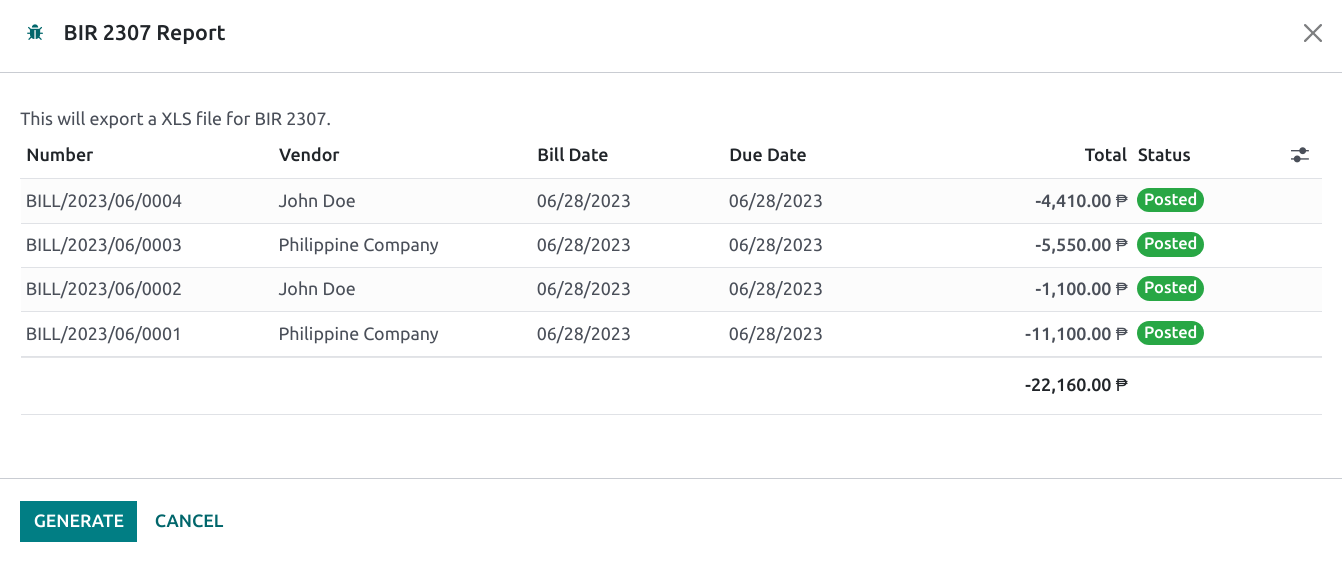 BIR 2307 Report
This will export a XLS file for BIR 2307.
Number Vendor Bill Date Due Date Total Status
BILL/2023/06/0004 John Doe 06/28/2023 06/28/2023 -4,410.00 ₱ Posted
BILL/2023/06/0003 Philippine Company 06/28/2023 06/28/2023 -5,550.00 ₱ Posted
BILL/2023/06/0002 John Doe 06/28/2023 06/28/2023 -1,100.00 ₱ Posted
BILL/2023/06/0001 Philippine Company 06/28/2023 06/28/2023 -11,100.00 ₱ Posted
-22,160.00 ₱
GENERATE CANCEL